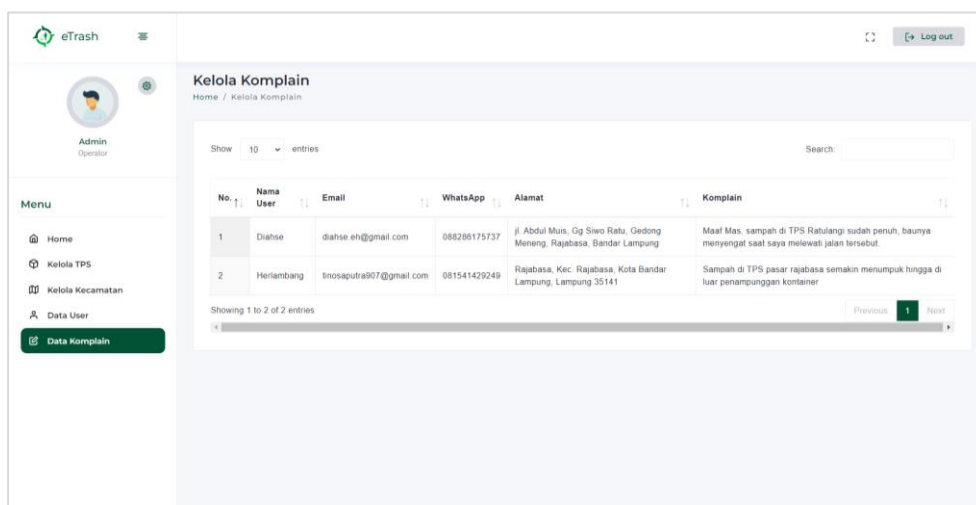 eTrash
Log out
Admin
Operator
Menu
Home
Kelola TPS
Kelola Kecamatan
Data User
Data Komplain
Kelola Komplain
Home / Kelola Komplain
Show 10 entries
Search:
No. Nama User Email WhatsApp Alamat Komplain
1 Diahse diahse.eh@gmail.com 088286175737 jl. Abdul Muis, Gg Siwo Ratu, Gedong Meneng, Rajabasa, Bandar Lampung Maaf Mas, sampah di TPS Ratulangi sudah penuh, baunya menyengat saat saya melewati jalan tersebut.
2 Herlambang tinosaputra907@gmail.com 081541429249 Rajabasa, Kec. Rajabasa, Kota Bandar Lampung, Lampung 35141 Sampah di TPS pasar rajabasa semakin menumpuk hingga di luar penampunggan kontainer
Showing 1 to 2 of 2 entries
Previous 1 Next